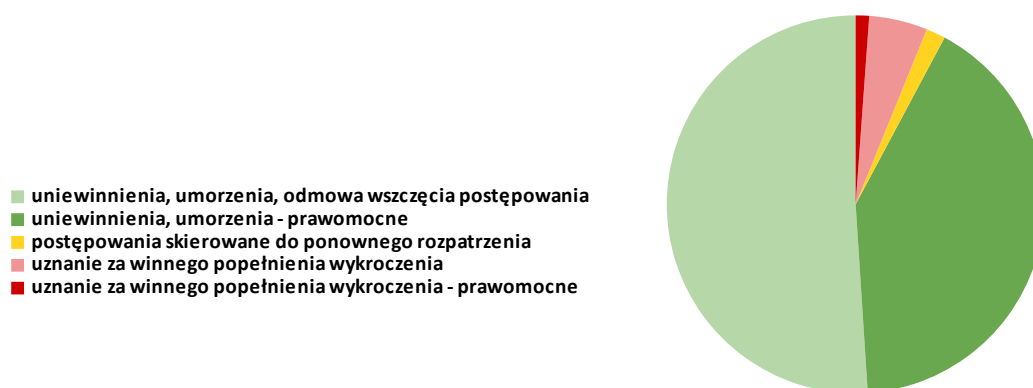 uniewinnienia, umorzenia, odmowa wszczęcia postępowania
uniewinnienia, umorzenia - prawomocne
postępowania skierowane do ponownego rozpatrzenia
uznanie za winnego popełnienia wykroczenia
uznanie za winnego popełnienia wykroczenia - prawomocne